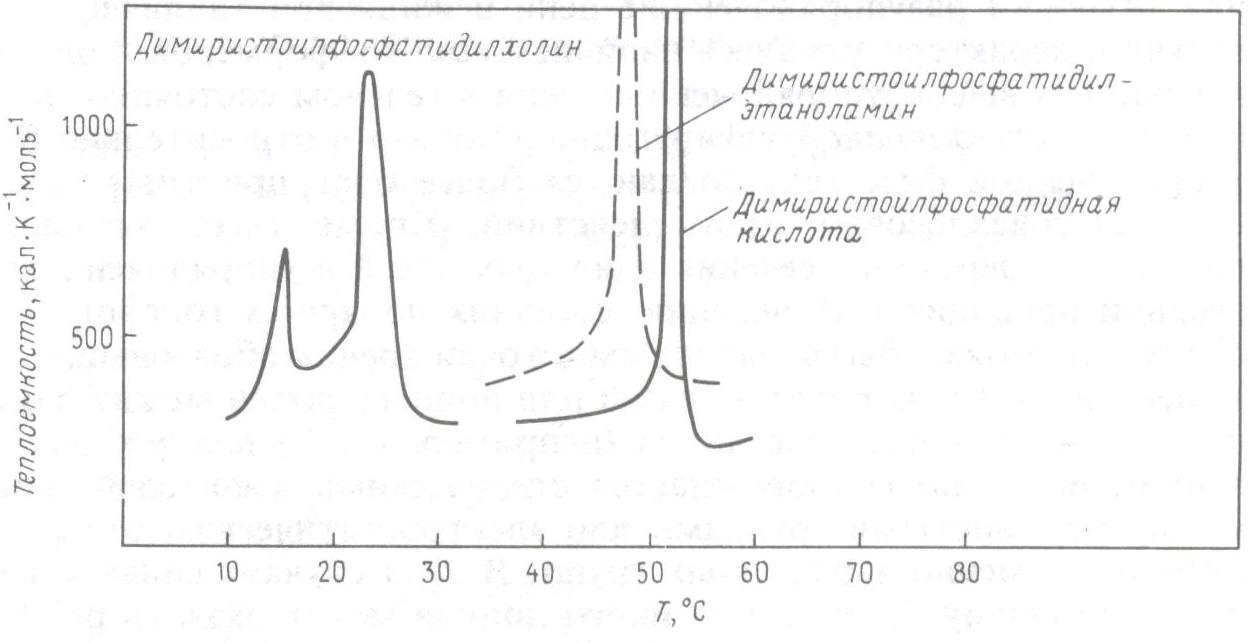 Димиристоилфосфатидилхолин
Димиристоилфосфатидил-
этаноламин
Димиристоилфосфатидная
кислота
Теплоемкость, кал·К⁻¹·моль⁻¹
1000
500
10 20 30 40 50 60 70 80
T, °C